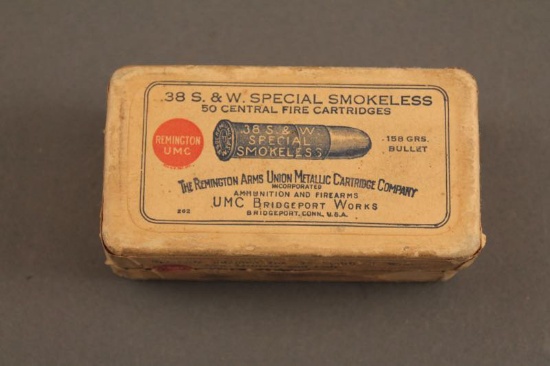 38 S. & W. SPECIAL SMOKELESS
50 CENTRAL FIRE CARTRIDGES
REMINGTON
UMC
38 S. & W.
SPECIAL
SMOKELESS
158 GRS.
BULLET
THE REMINGTON ARMS UNION METALLIC CARTRIDGE COMPANY
INCORPORATED
AMMUNITION AND FIREARMS
UMC BRIDGEPORT WORKS
BRIDGEPORT, CONN., U.S.A.